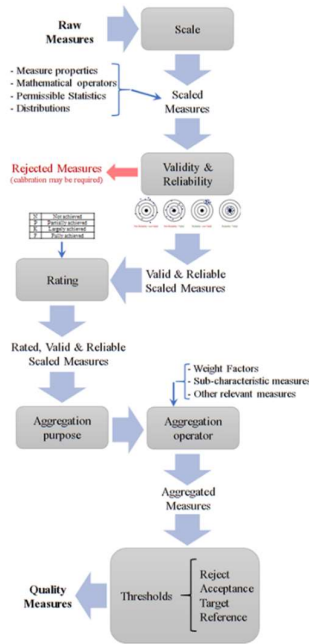 Raw
Measures
Scale
- Measure properties
- Mathematical operators
- Permissible Statistics
- Distributions
Scaled
Measures
Rejected Measures
(calibration may be required)
Validity &
Reliability
N Not achieved
P Partially achieved
K Largely achieved
F Fully achieved
Rating
Valid & Reliable
Scaled Measures
Rated, Valid & Reliable
Scaled Measures
- Weight Factors
- Sub-characteristic measures
- Other relevant measures
Aggregation
purpose
Aggregation
operator
Aggregated
Measures
Quality
Measures
Thresholds
Reject
Acceptance
Target
Reference